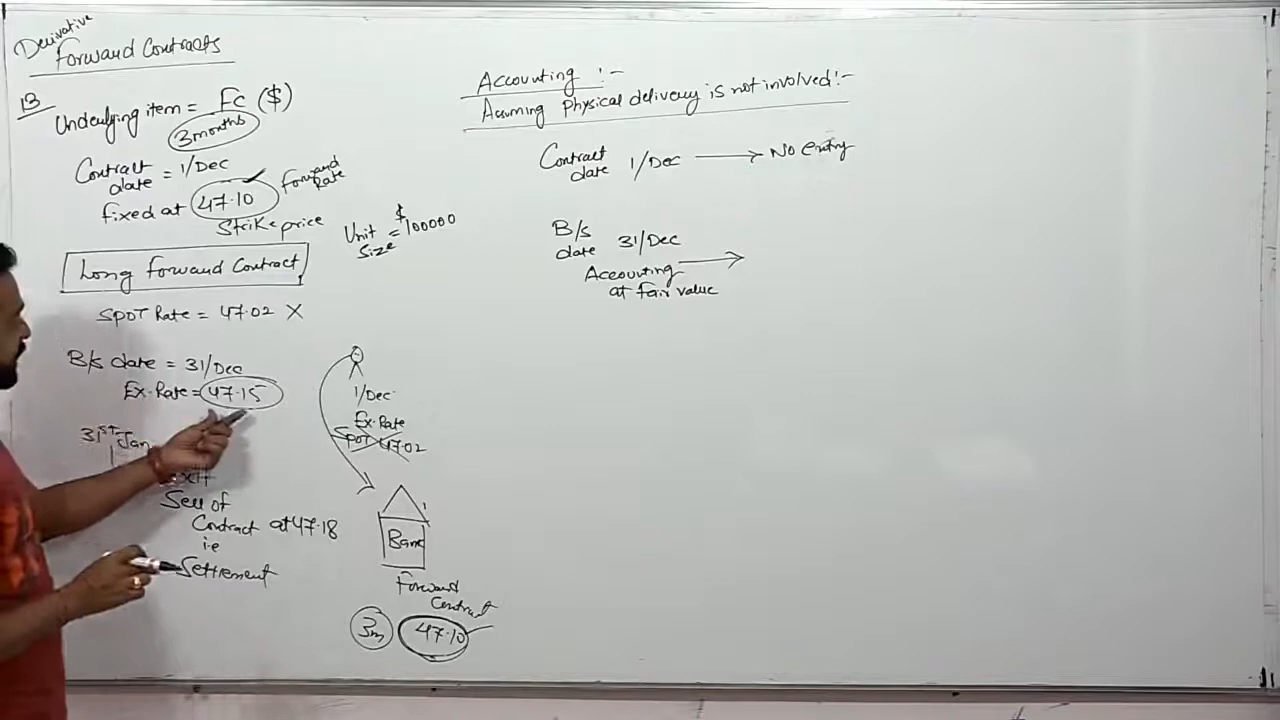 Derivative
Forward Contracts
13
Underlying item = FC ($)
3 months
Contract date = 1/Dec
fixed at 47.10 Forward Rate
Strike price
Unit Size = $ 100000
Long Forward Contract
SPOT Rate = 47.02 X
B/s date = 31/Dec
Ex. Rate = 47.15
31ST Jan
Sell of
Contract at 47.18
i.e
Settlement
1/Dec
Ex. Rate
SPOT 47.02
Bank
Forward
Contract
3m 47.10
Accounting :-
Assuming Physical delivery is not involved :-
Contract date 1/Dec → No entry
B/s date 31/Dec →
Accounting
at fair value